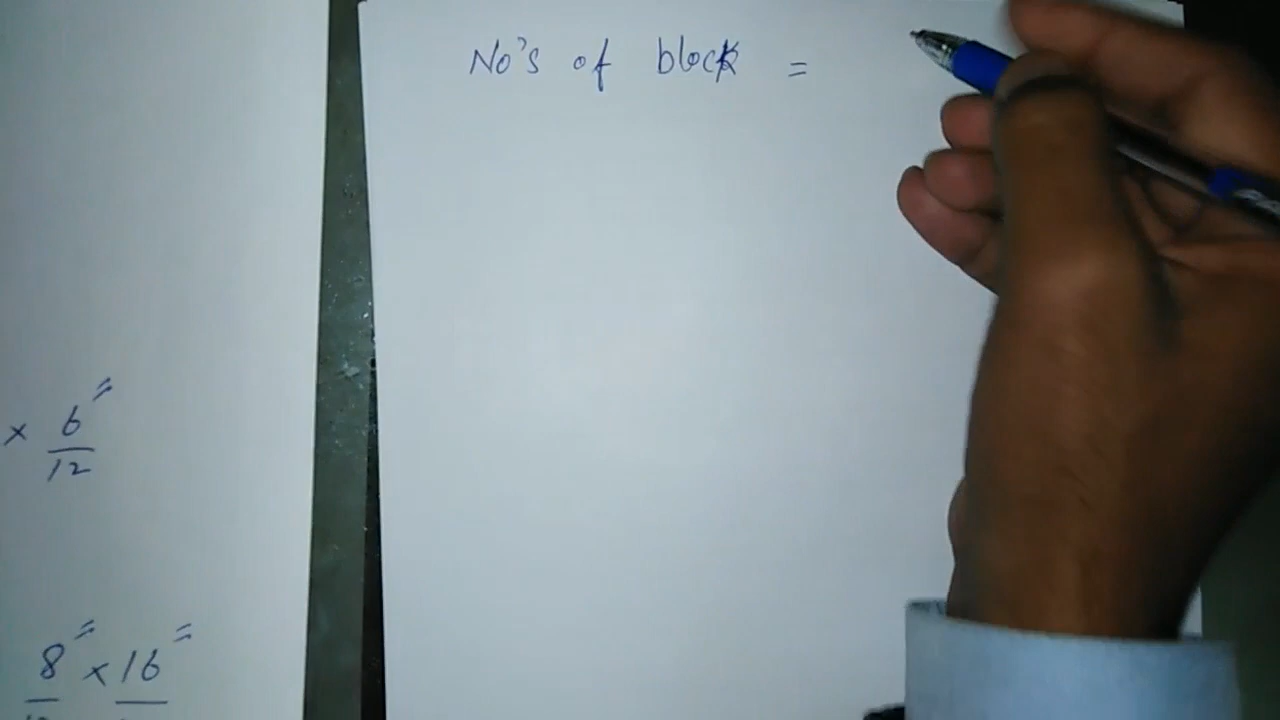 No's of block =
× 6"
12
8" × 16"